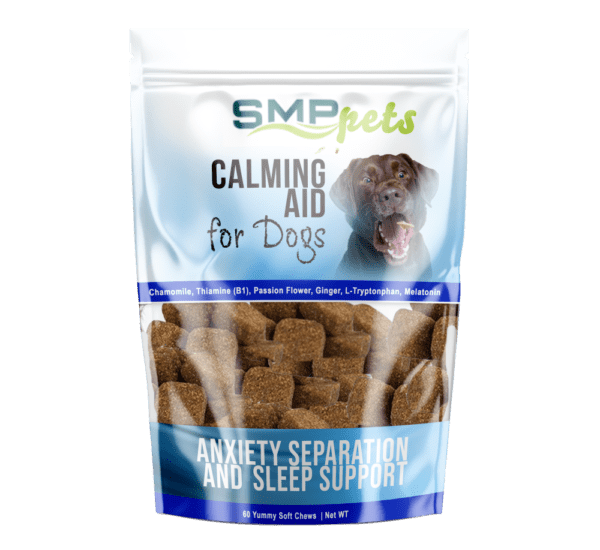 SMPpets
CALMING
AID
for Dogs
Chamomile, Thiamine (B1), Passion Flower, Ginger, L-Tryptonphan, Melatonin
ANXIETY SEPARATION
AND SLEEP SUPPORT
60 Yummy Soft Chews | Net WT